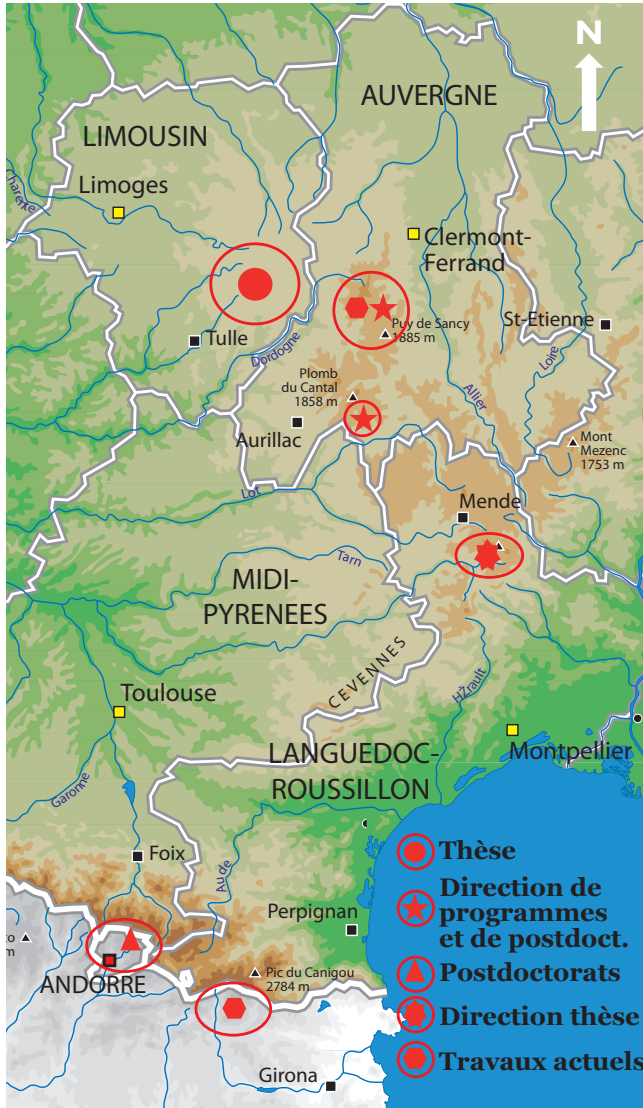 N
AUVERGNE
LIMOUSIN
Limoges
Charente
Clermont-
Ferrand
St-Etienne
Puy de Sancy
1885 m
Tulle
Dordogne
Loire
Plomb
du Cantal
1858 m
Allier
Aurillac
Mont
Mezenc
1753 m
Lot
Mende
Tarn
MIDI-
PYRENEES
CEVENNES
HŽrault
Toulouse
Montpellier
LANGUEDOC-
ROUSSILLON
Garonne
Thèse
Foix
Aude
Direction de
programmes
et de postdoct.
Perpignan
Postdoctorats
ANDORRE
Pic du Canigou
2784 m
Direction thèse
Travaux actuels
Girona